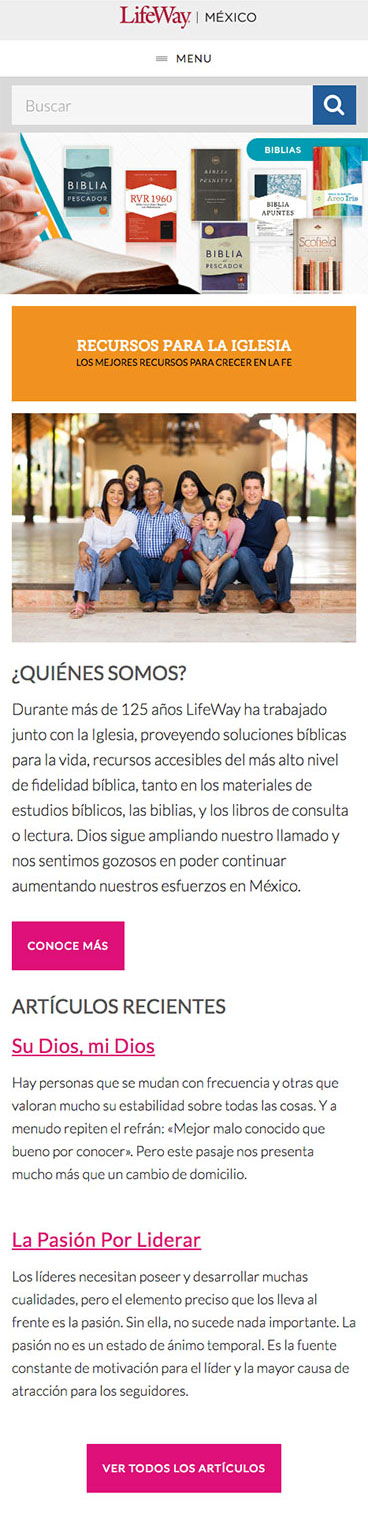 LifeWay | MÉXICO
MENU
Buscar
BIBLIAS
BIBLIA
PESCADOR
RVR 1960
BIBLIA
PESHITTA
BIBLIA
APUNTES
Arco Iris
BIBLIA
PESCADOR
Scofield
RECURSOS PARA LA IGLESIA
LOS MEJORES RECURSOS PARA CRECER EN LA FE
¿QUIÉNES SOMOS?
Durante más de 125 años LifeWay ha trabajado
junto con la Iglesia, proveyendo soluciones bíblicas
para la vida, recursos accesibles del más alto nivel
de fidelidad bíblica, tanto en los materiales de
estudios bíblicos, las biblias, y los libros de consulta
o lectura. Dios sigue ampliando nuestro llamado y
nos sentimos gozosos en poder continuar
aumentando nuestros esfuerzos en México.
CONOCE MÁS
ARTÍCULOS RECIENTES
Su Dios, mi Dios
Hay personas que se mudan con frecuencia y otras que
valoran mucho su estabilidad sobre todas las cosas. Y a
menudo repiten el refrán: «Mejor malo conocido que
bueno por conocer». Pero este pasaje nos presenta
mucho más que un cambio de domicilio.
La Pasión Por Liderar
Los líderes necesitan poseer y desarrollar muchas
cualidades, pero el elemento preciso que los lleva al
frente es la pasión. Sin ella, no sucede nada importante. La
pasión no es un estado de ánimo temporal. Es la fuente
constante de motivación para el líder y la mayor causa de
atracción para los seguidores.
VER TODOS LOS ARTÍCULOS